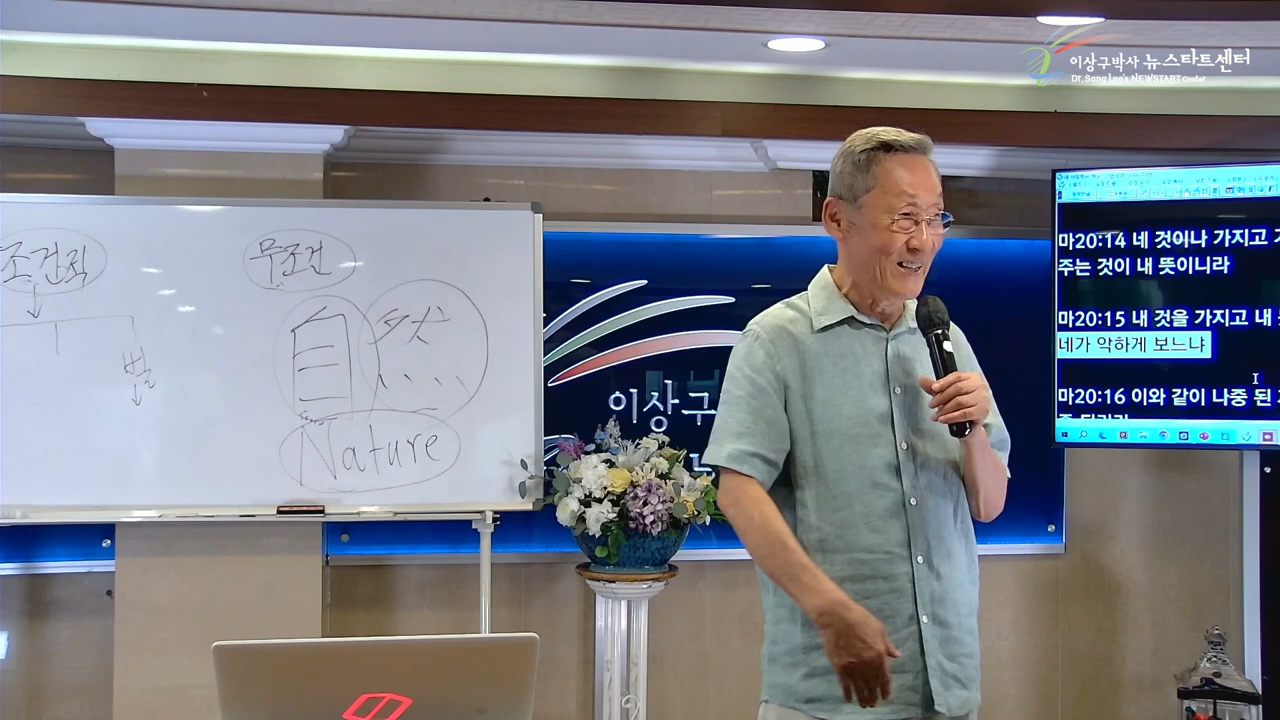 이상구박사 뉴스타트센터
Dr. Sang Lee's NEWSTART Center
조건적
벌
무조건
自然
Nature
이상구
마20:14 네 것이나 가지고
주는 것이 내 뜻이니라
마20:15 내 것을 가지고 내
네가 악하게 보느냐
마20:16 이와 같이 나중 된